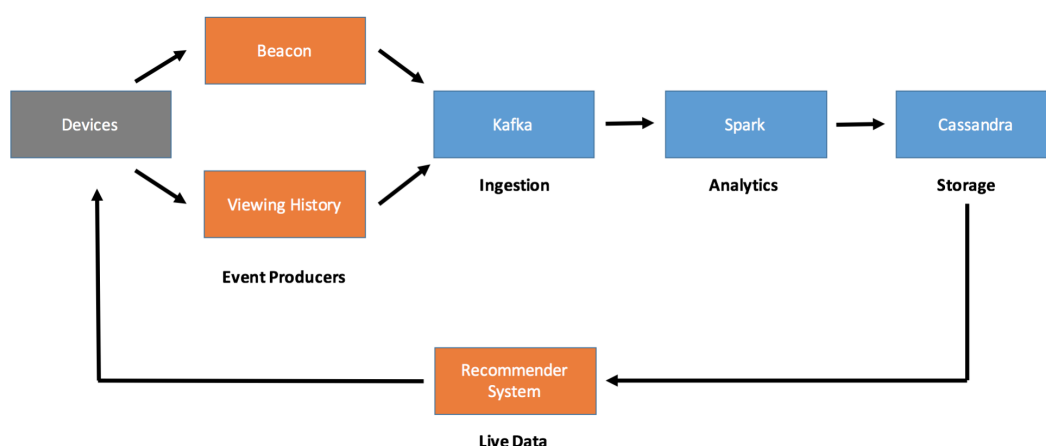 Beacon
Devices
Kafka
Spark
Cassandra
Ingestion
Analytics
Storage
Viewing History
Event Producers
Recommender
System
Live Data